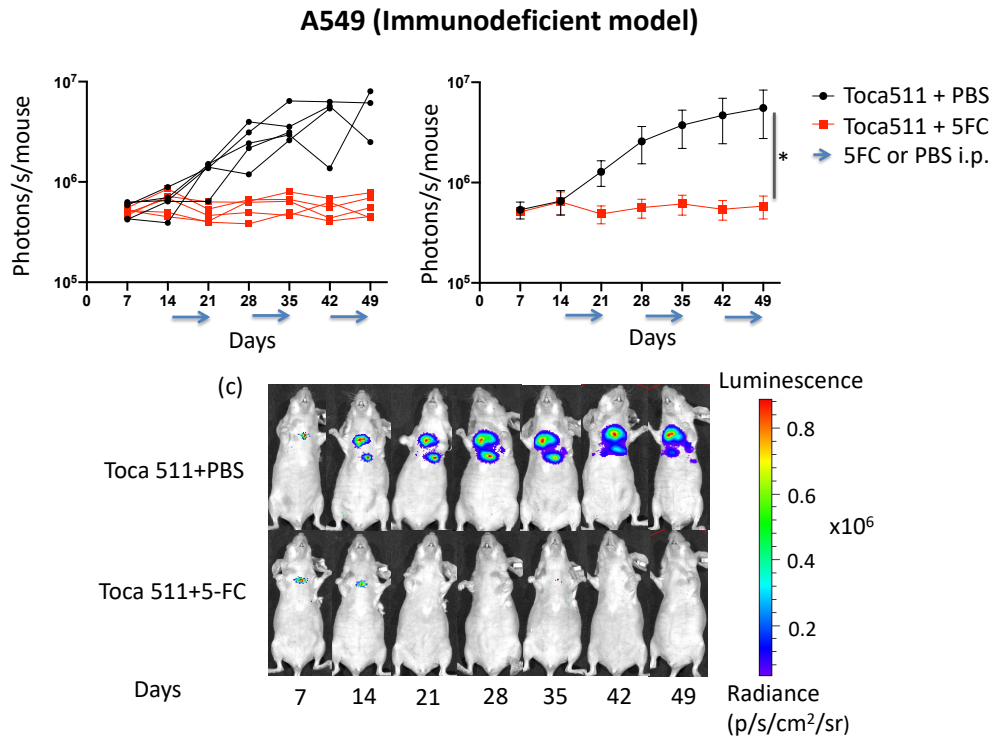 A549 (Immunodeficient model)
Photons/s/mouse
10⁷
10⁶
10⁵
0 7 14 21 28 35 42 49
Days
Photons/s/mouse
10⁷
10⁶
10⁵
0 7 14 21 28 35 42 49
Days
*
Toca511 + PBS
Toca511 + 5FC
5FC or PBS i.p.
(c)
Toca 511+PBS
Toca 511+5-FC
Days 7 14 21 28 35 42 49
Luminescence
0.8
0.6
x10⁶
0.4
0.2
Radiance
(p/s/cm²/sr)